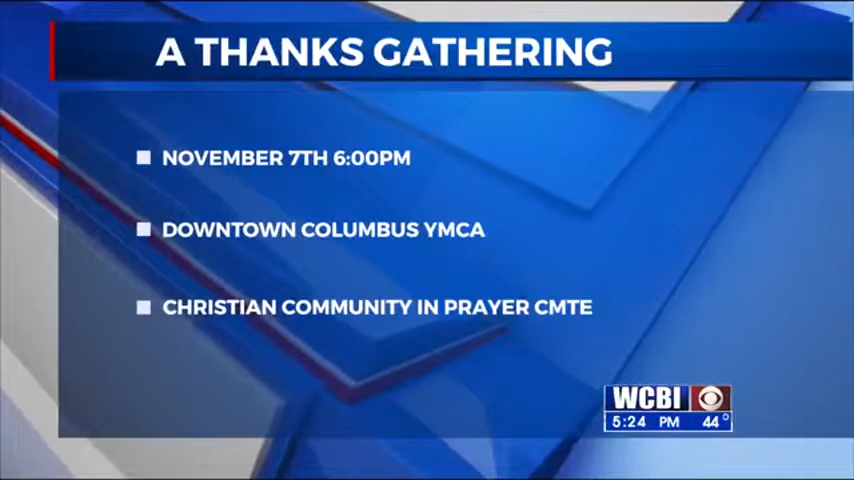 A THANKS GATHERING
NOVEMBER 7TH 6:00PM
DOWNTOWN COLUMBUS YMCA
CHRISTIAN COMMUNITY IN PRAYER CMTE
WCBI
5:24 PM 44°